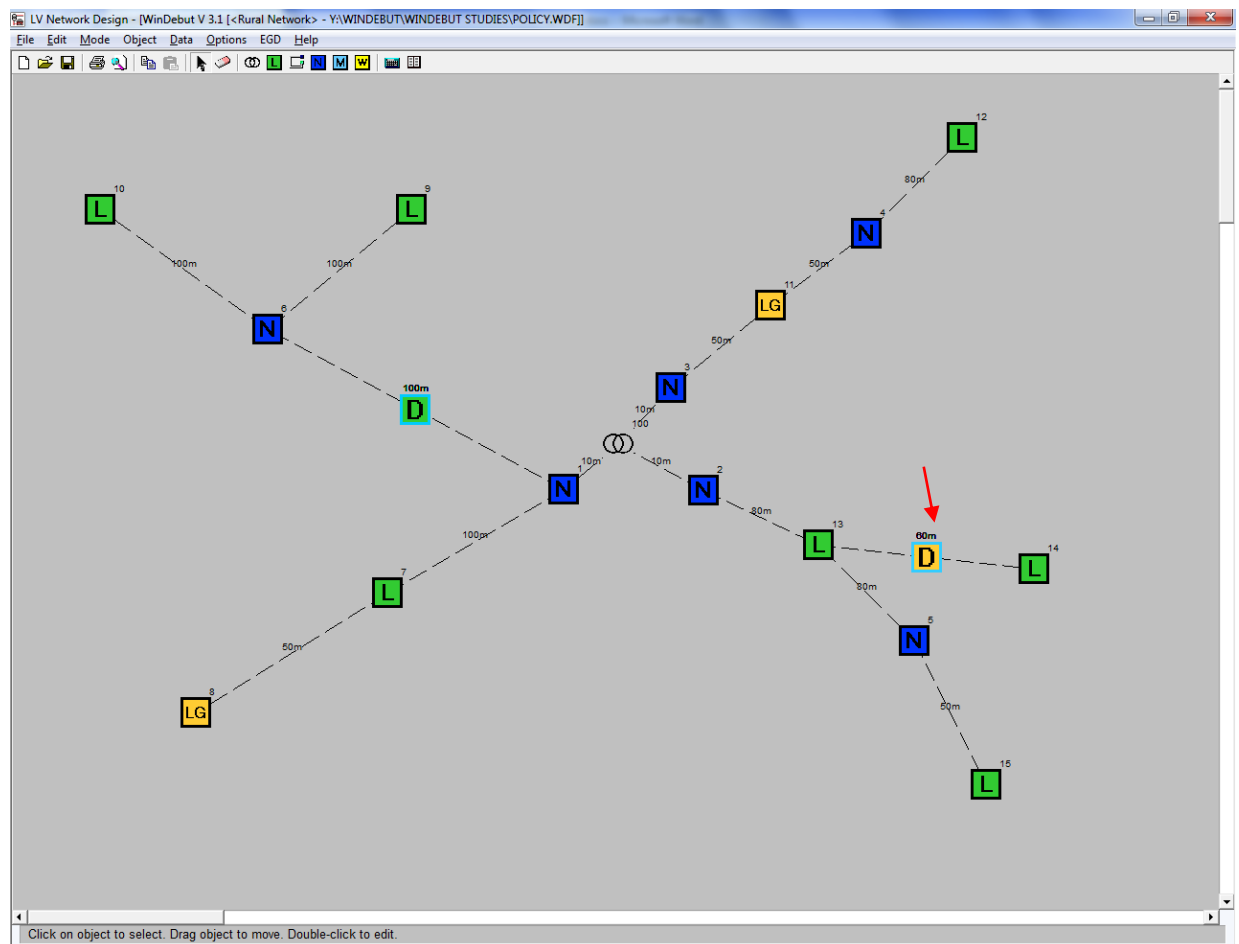 LV Network Design - [WinDebut V 3.1 [<Rural Network> - Y:\WINDEBUT\WINDEBUT STUDIES\POLICY.WDF]]
File Edit Mode Object Data Options EGD Help
L N M W
12
L
80m
10
L
9
L
4
N
100m
100m
50m
11
LG
6
N
50m
3
N
100m
D
10m
100
10m
1
N
10m
2
N
80m
100m
13
L
60m
D
14
L
7
L
80m
5
N
50m
8
LG
50m
15
L
Click on object to select. Drag object to move. Double-click to edit.